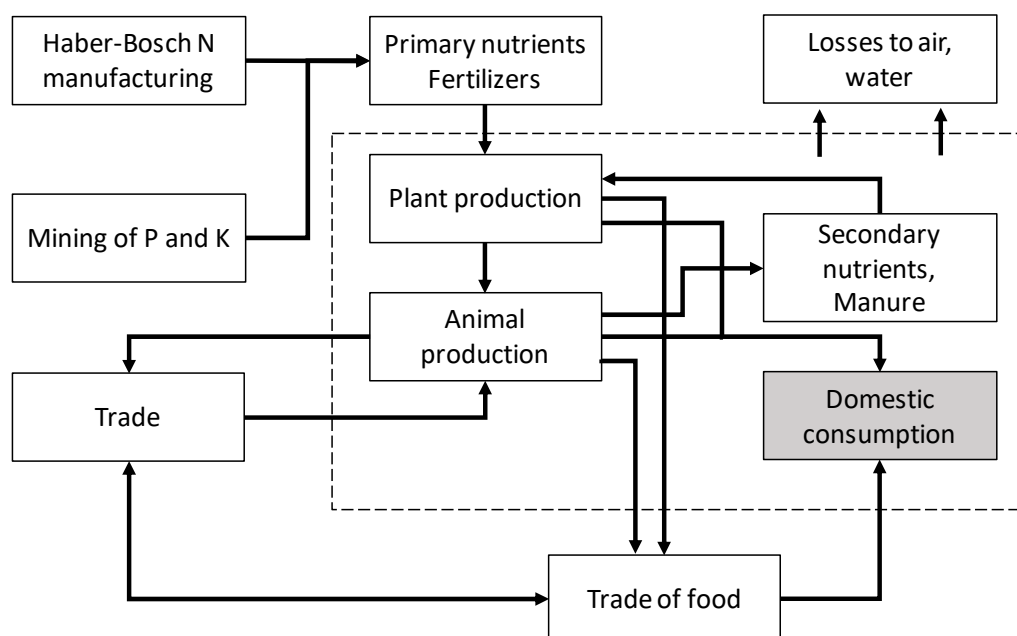 Haber-Bosch N
manufacturing
Primary nutrients
Fertilizers
Losses to air,
water
Plant production
Mining of P and K
Secondary
nutrients,
Manure
Animal
production
Trade
Domestic
consumption
Trade of food